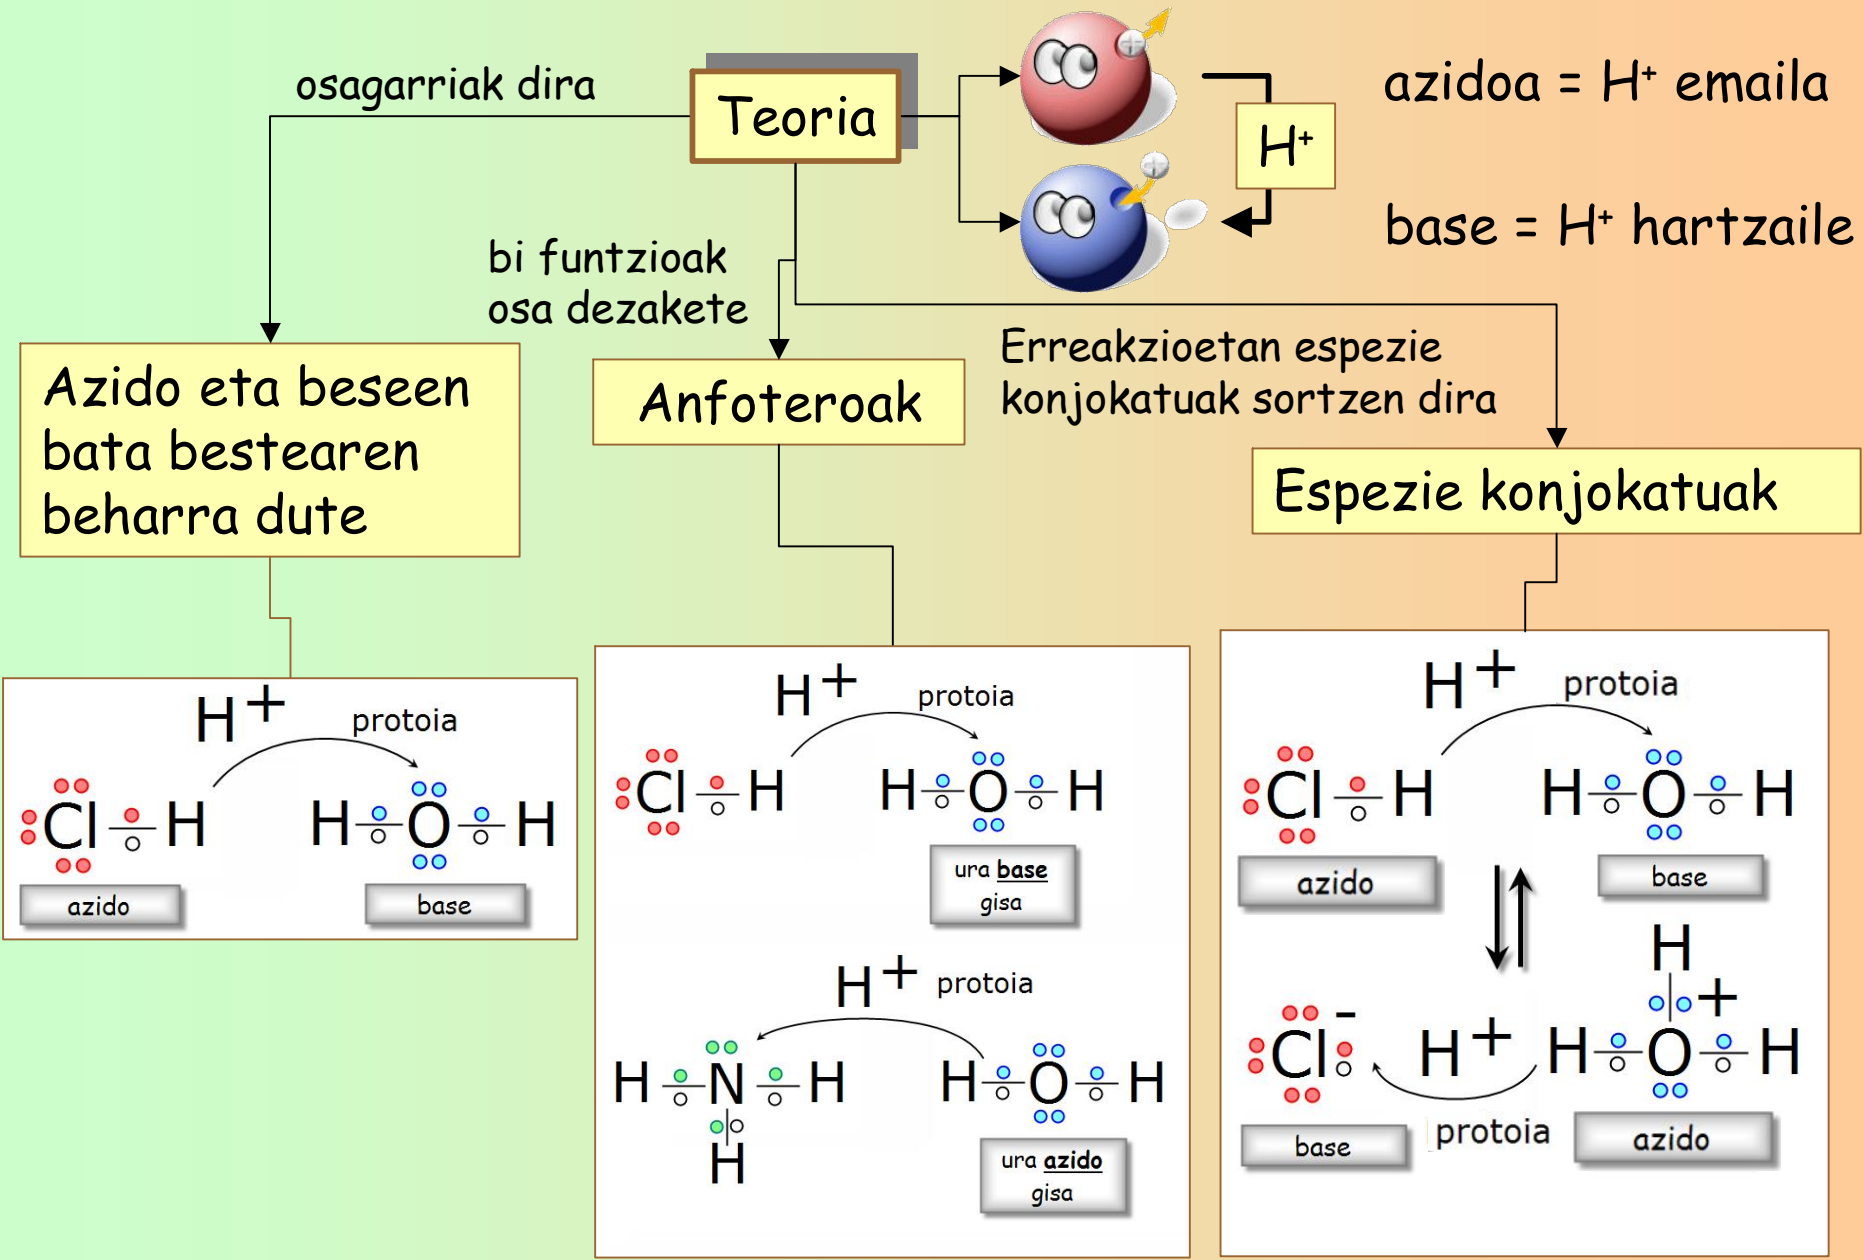 osagarriak dira
Teoria
H⁺
azidoa = H⁺ emaila
base = H⁺ hartzaile
bi funtzioak
osa dezakete
Erreakzioetan espezie
konjokatuak sortzen dira
Azido eta beseen
bata bestearen
beharra dute
Anfoteroak
Espezie konjokatuak
H+ protoia
Cl H H O H
azido base
H+ protoia
Cl H H O H
ura base
gisa
H+ protoia
H N H H O H
H
ura azido
gisa
H+ protoia
Cl H H O H
azido base
H
Cl - H+ H O H +
protoia
base azido